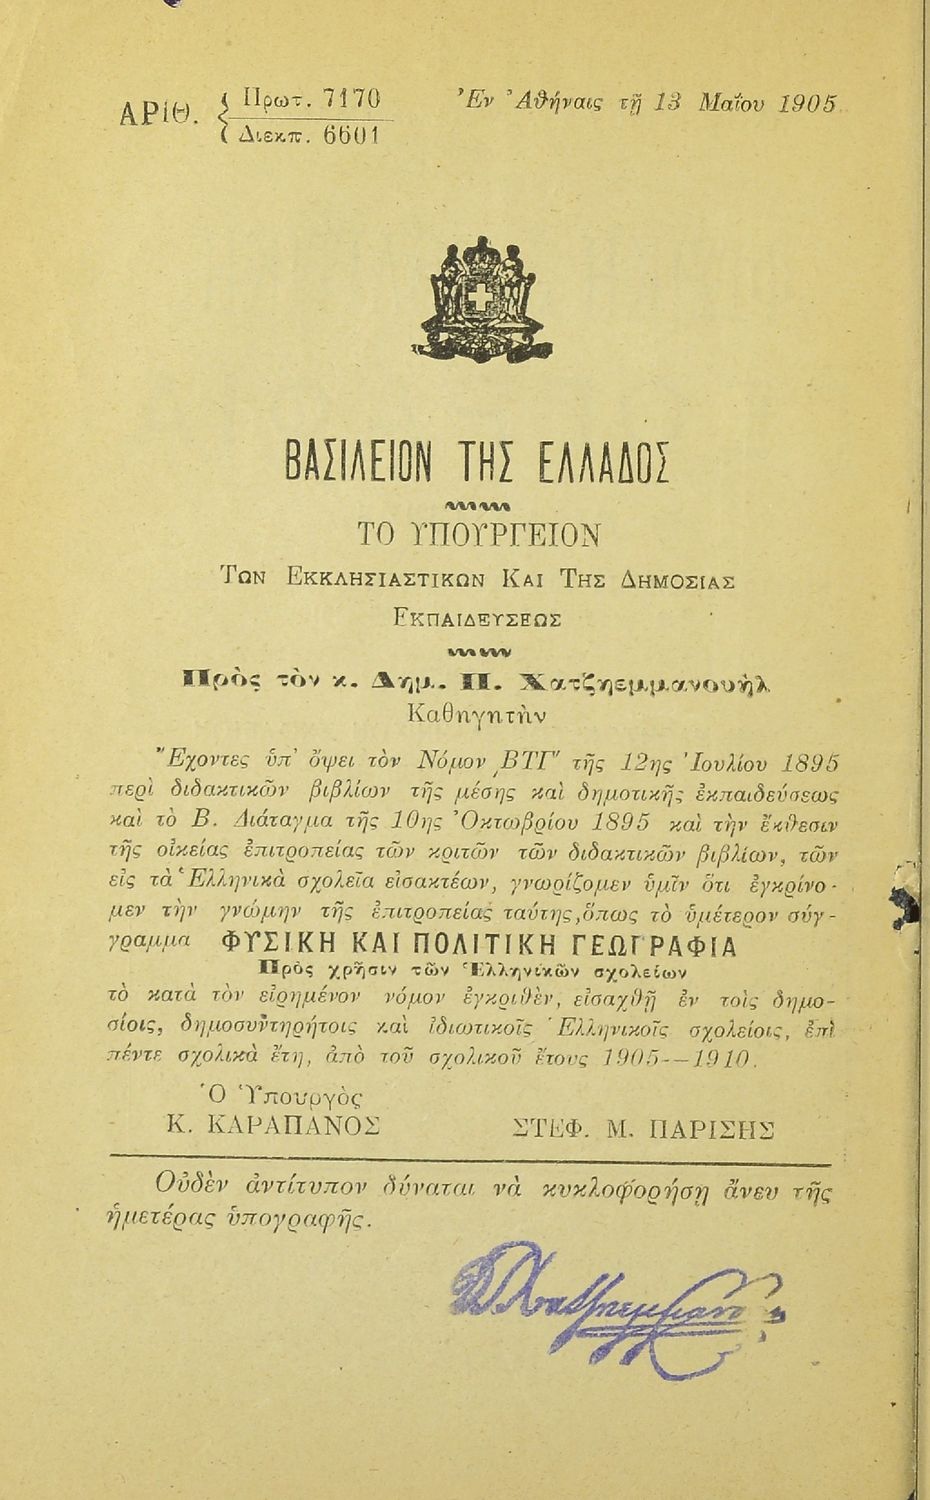 ΑΡΙΘ. { Πρωτ. 7170
Διεκπ. 6601
Ἐν Ἀθήναις τῇ 13 Μαΐου 1905
ΒΑΣΙΛΕΙΟΝ ΤΗΣ ΕΛΛΑΔΟΣ
ΤΟ ΥΠΟΥΡΓΕΙΟΝ
ΤΩΝ ΕΚΚΛΗΣΙΑΣΤΙΚΩΝ ΚΑΙ ΤΗΣ ΔΗΜΟΣΙΑΣ
ΕΚΠΑΙΔΕΥΣΕΩΣ
Πρὸς τὸν κ. Δημ. Π. Χατζηεμμανουὴλ
Καθηγητὴν
Ἔχοντες ὑπ' ὄψει τὸν Νόμον ͵ΒΤΓ' τῆς 12ης Ἰουλίου 1895
περὶ διδακτικῶν βιβλίων τῆς μέσης καὶ δημοτικῆς ἐκπαιδεύσεως
καὶ τὸ Β. Διάταγμα τῆς 10ης Ὀκτωβρίου 1895 καὶ τὴν ἔκθεσιν
τῆς οἰκείας ἐπιτροπείας τῶν κριτῶν τῶν διδακτικῶν βιβλίων, τῶν
εἰς τὰ Ἑλληνικὰ σχολεῖα εἰσακτέων, γνωρίζομεν ὑμῖν ὅτι ἐγκρίνο-
μεν τὴν γνώμην τῆς ἐπιτροπείας ταύτης, ὅπως τὸ ὑμέτερον σύγ-
γραμμα ΦΥΣΙΚΗ ΚΑΙ ΠΟΛΙΤΙΚΗ ΓΕΩΓΡΑΦΙΑ
Πρὸς χρῆσιν τῶν Ἑλληνικῶν σχολείων
τὸ κατὰ τὸν εἰρημένον νόμον ἐγκριθὲν, εἰσαχθῇ ἐν τοῖς δημο-
σίοις, δημοσυντηρήτοις καὶ ἰδιωτικοῖς Ἑλληνικοῖς σχολείοις, ἐπὶ
πέντε σχολικὰ ἔτη, ἀπὸ τοῦ σχολικοῦ ἔτους 1905-–1910.
Ὁ Ὑπουργὸς
Κ. ΚΑΡΑΠΑΝΟΣ ΣΤΕΦ. Μ. ΠΑΡΙΣΗΣ
Οὐδὲν ἀντίτυπον δύναται νὰ κυκλοφορήσῃ ἄνευ τῆς
ἡμετέρας ὑπογραφῆς.